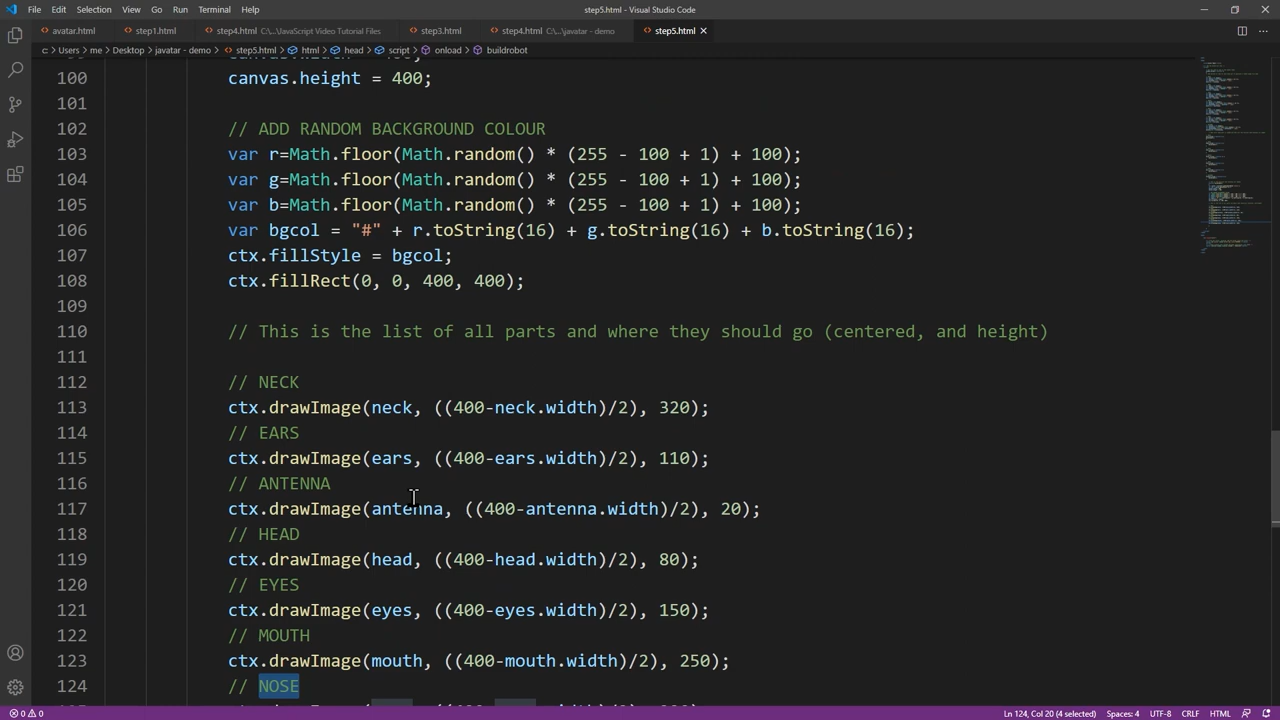 File Edit Selection View Go Run Terminal Help
step5.html - Visual Studio Code
avatar.html
step1.html
step4.html C:\...\JavaScript Video Tutorial Files
step3.html
step4.html C:\...\javatar - demo
step5.html
c: > Users > me > Desktop > javatar - demo > step5.html > html > head > script > onload > buildrobot
100 canvas.height = 400;
101
102 // ADD RANDOM BACKGROUND COLOUR
103 var r=Math.floor(Math.random() * (255 - 100 + 1) + 100);
104 var g=Math.floor(Math.random() * (255 - 100 + 1) + 100);
105 var b=Math.floor(Math.random() * (255 - 100 + 1) + 100);
106 var bgcol = "#" + r.toString(16) + g.toString(16) + b.toString(16);
107 ctx.fillStyle = bgcol;
108 ctx.fillRect(0, 0, 400, 400);
109
110 // This is the list of all parts and where they should go (centered, and height)
111
112 // NECK
113 ctx.drawImage(neck, ((400-neck.width)/2), 320);
114 // EARS
115 ctx.drawImage(ears, ((400-ears.width)/2), 110);
116 // ANTENNA
117 ctx.drawImage(antenna, ((400-antenna.width)/2), 20);
118 // HEAD
119 ctx.drawImage(head, ((400-head.width)/2), 80);
120 // EYES
121 ctx.drawImage(eyes, ((400-eyes.width)/2), 150);
122 // MOUTH
123 ctx.drawImage(mouth, ((400-mouth.width)/2), 250);
124 // NOSE
0 0 Ln 124, Col 20 (4 selected) Spaces: 4 UTF-8 CRLF HTML